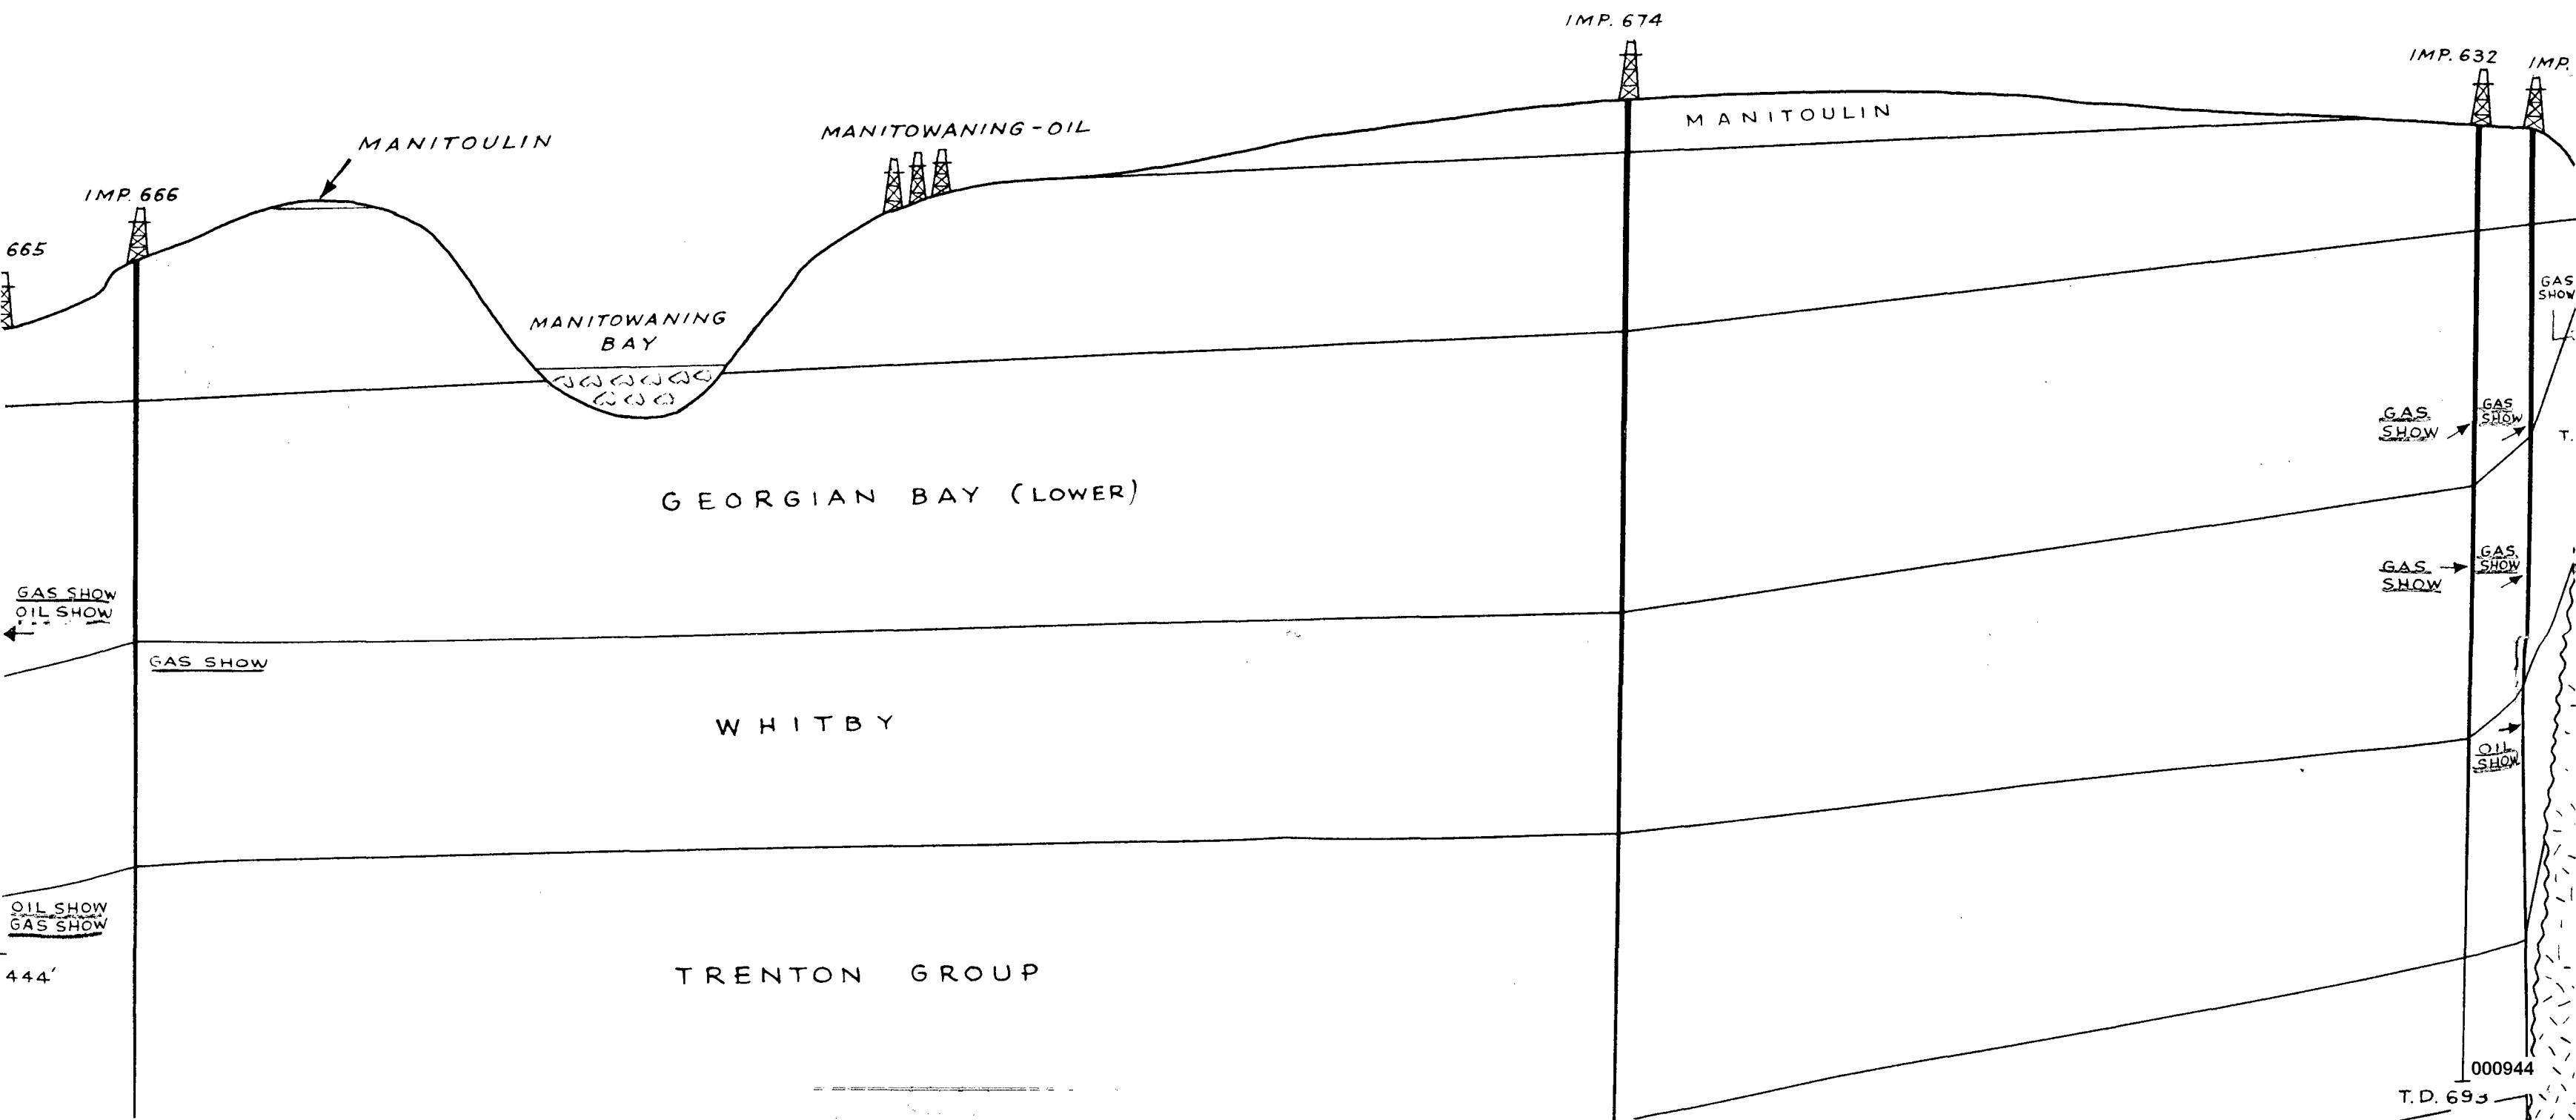 IMP. 674
IMP. 632
IMP.
MANITOULIN
MANITOWANING - OIL
MANITOULIN
IMP. 666
665
GAS
SHOW
MANITOWANING
BAY
GAS
SHOW
GAS
SHOW
T.
GEORGIAN BAY (LOWER)
GAS
SHOW
GAS
SHOW
GAS SHOW
OIL SHOW
GAS SHOW
WHITBY
OIL
SHOW
OIL SHOW
GAS SHOW
444'
TRENTON GROUP
000944
T.D. 693